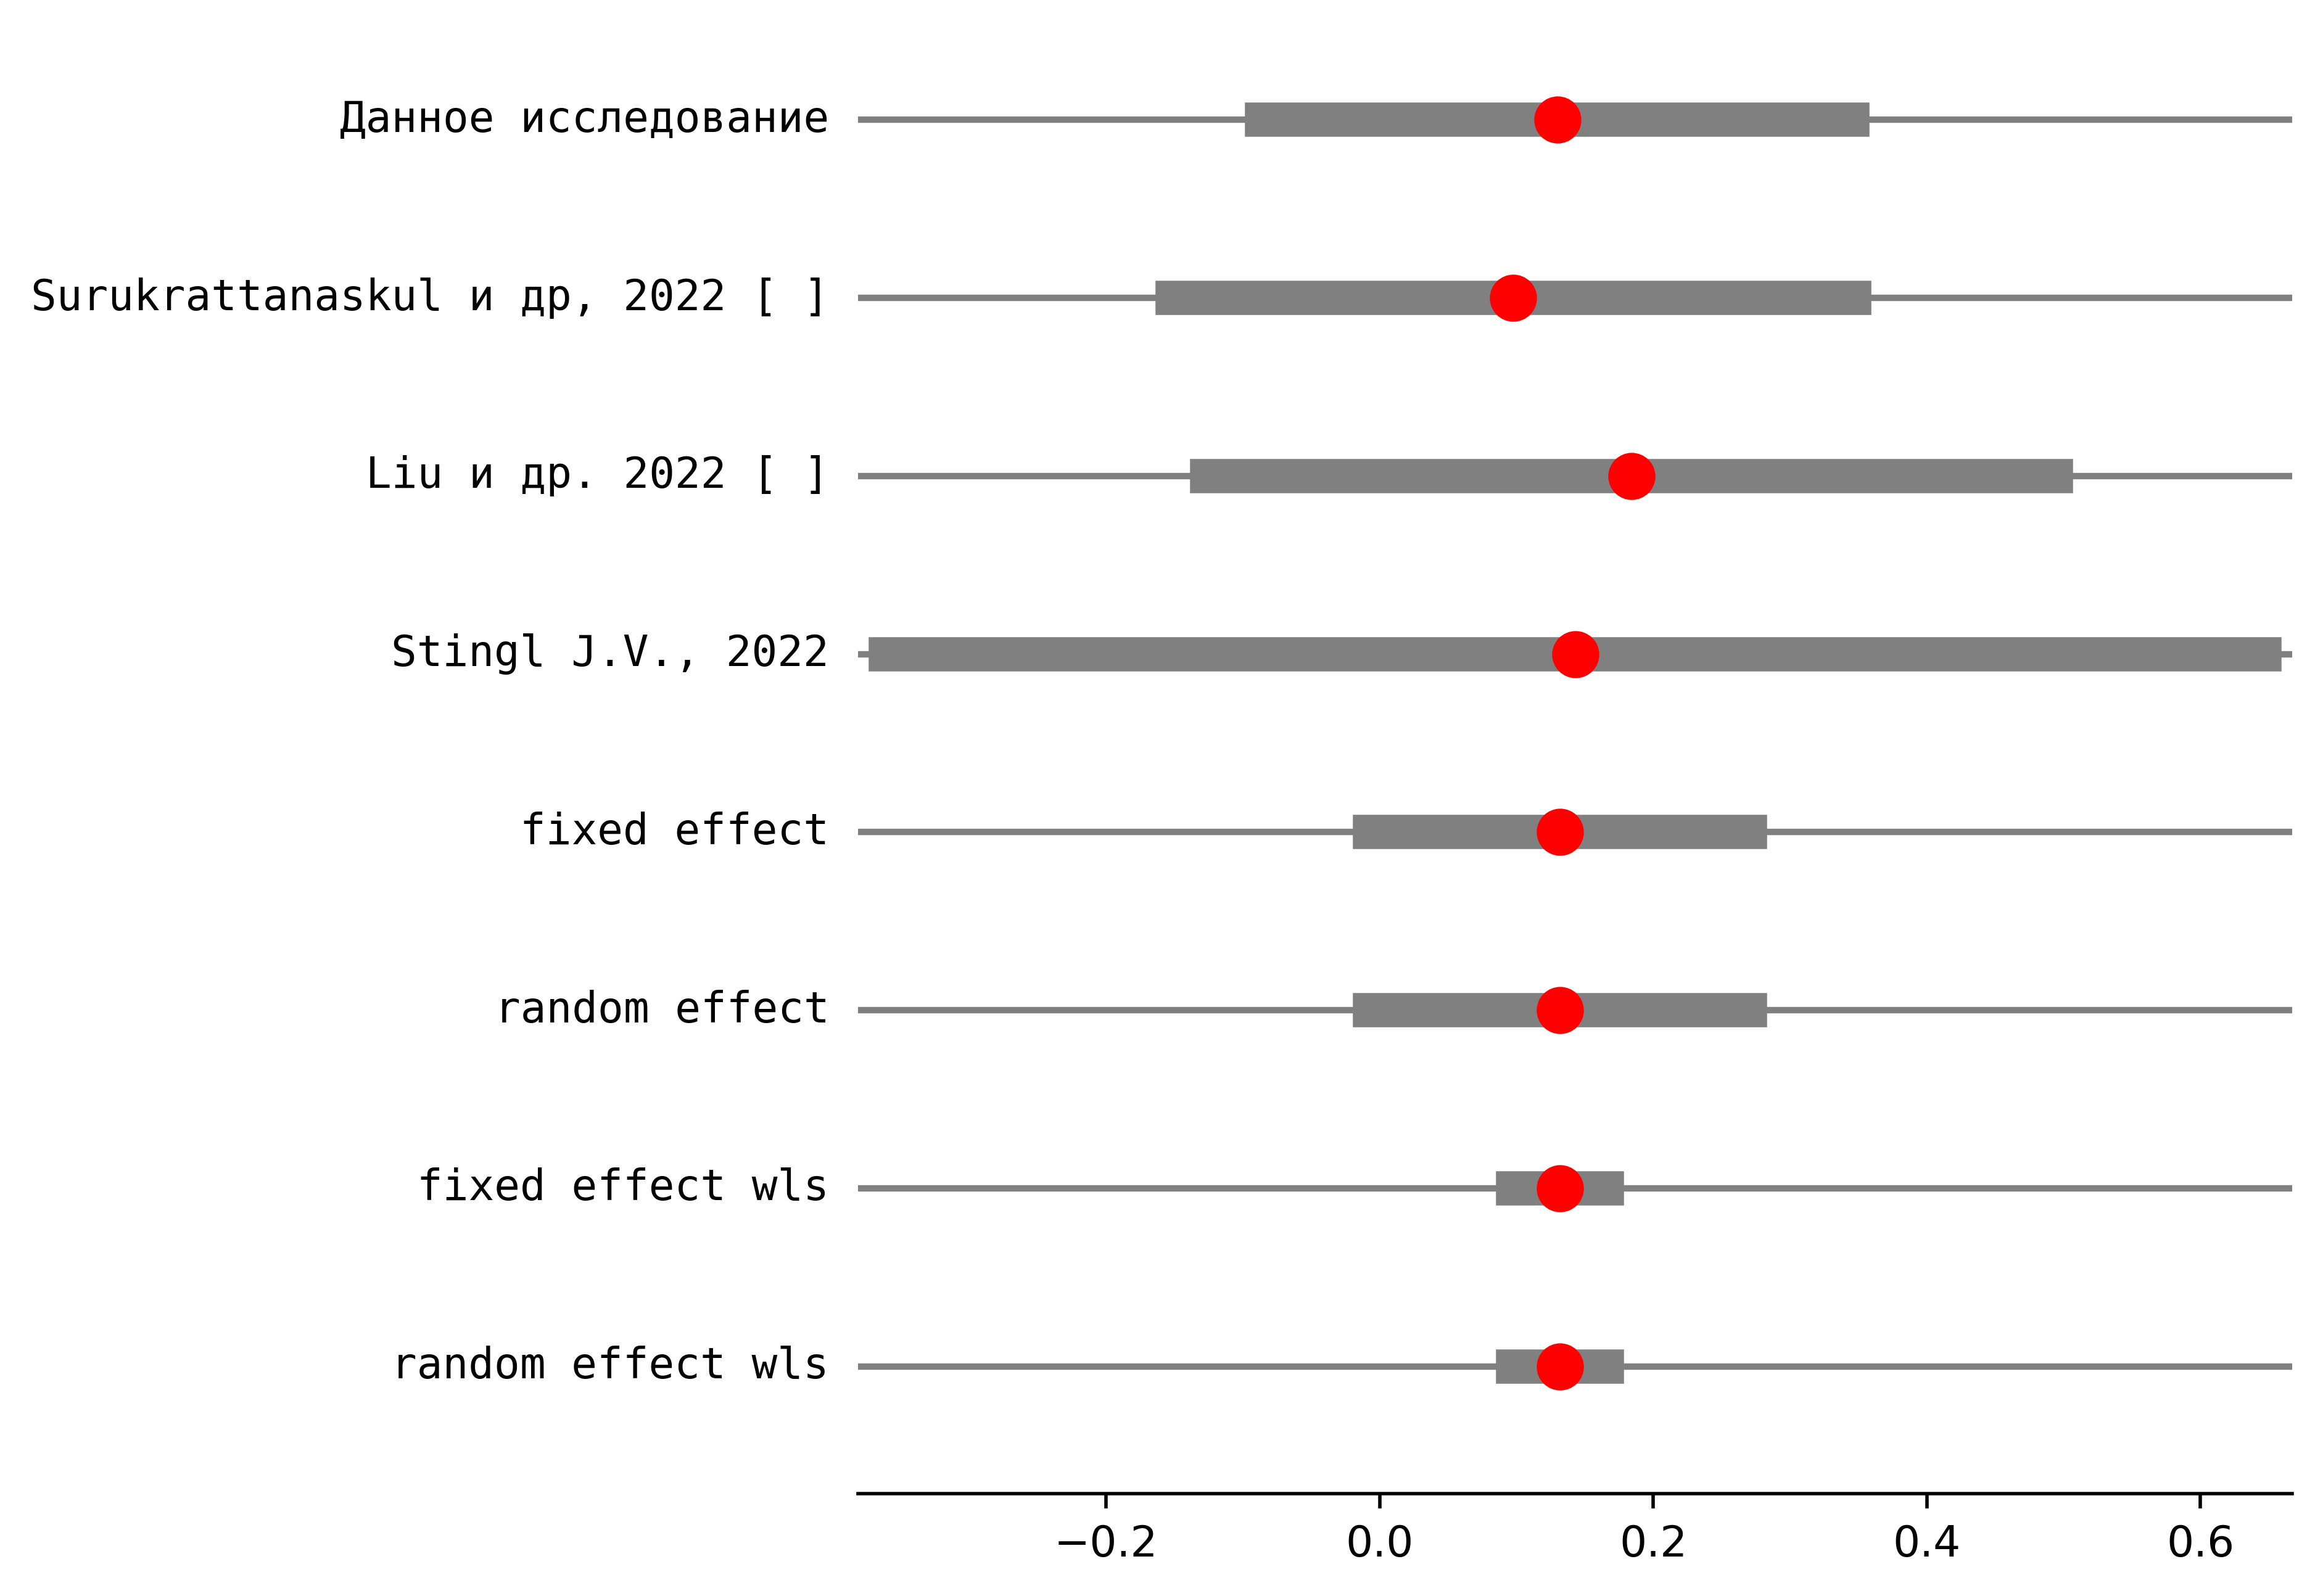 Данное исследование
Surukrattanaskul и др, 2022 [ ]
Liu и др. 2022 [ ]
Stingl J.V., 2022
fixed effect
random effect
fixed effect wls
random effect wls
−0.2 0.0 0.2 0.4 0.6